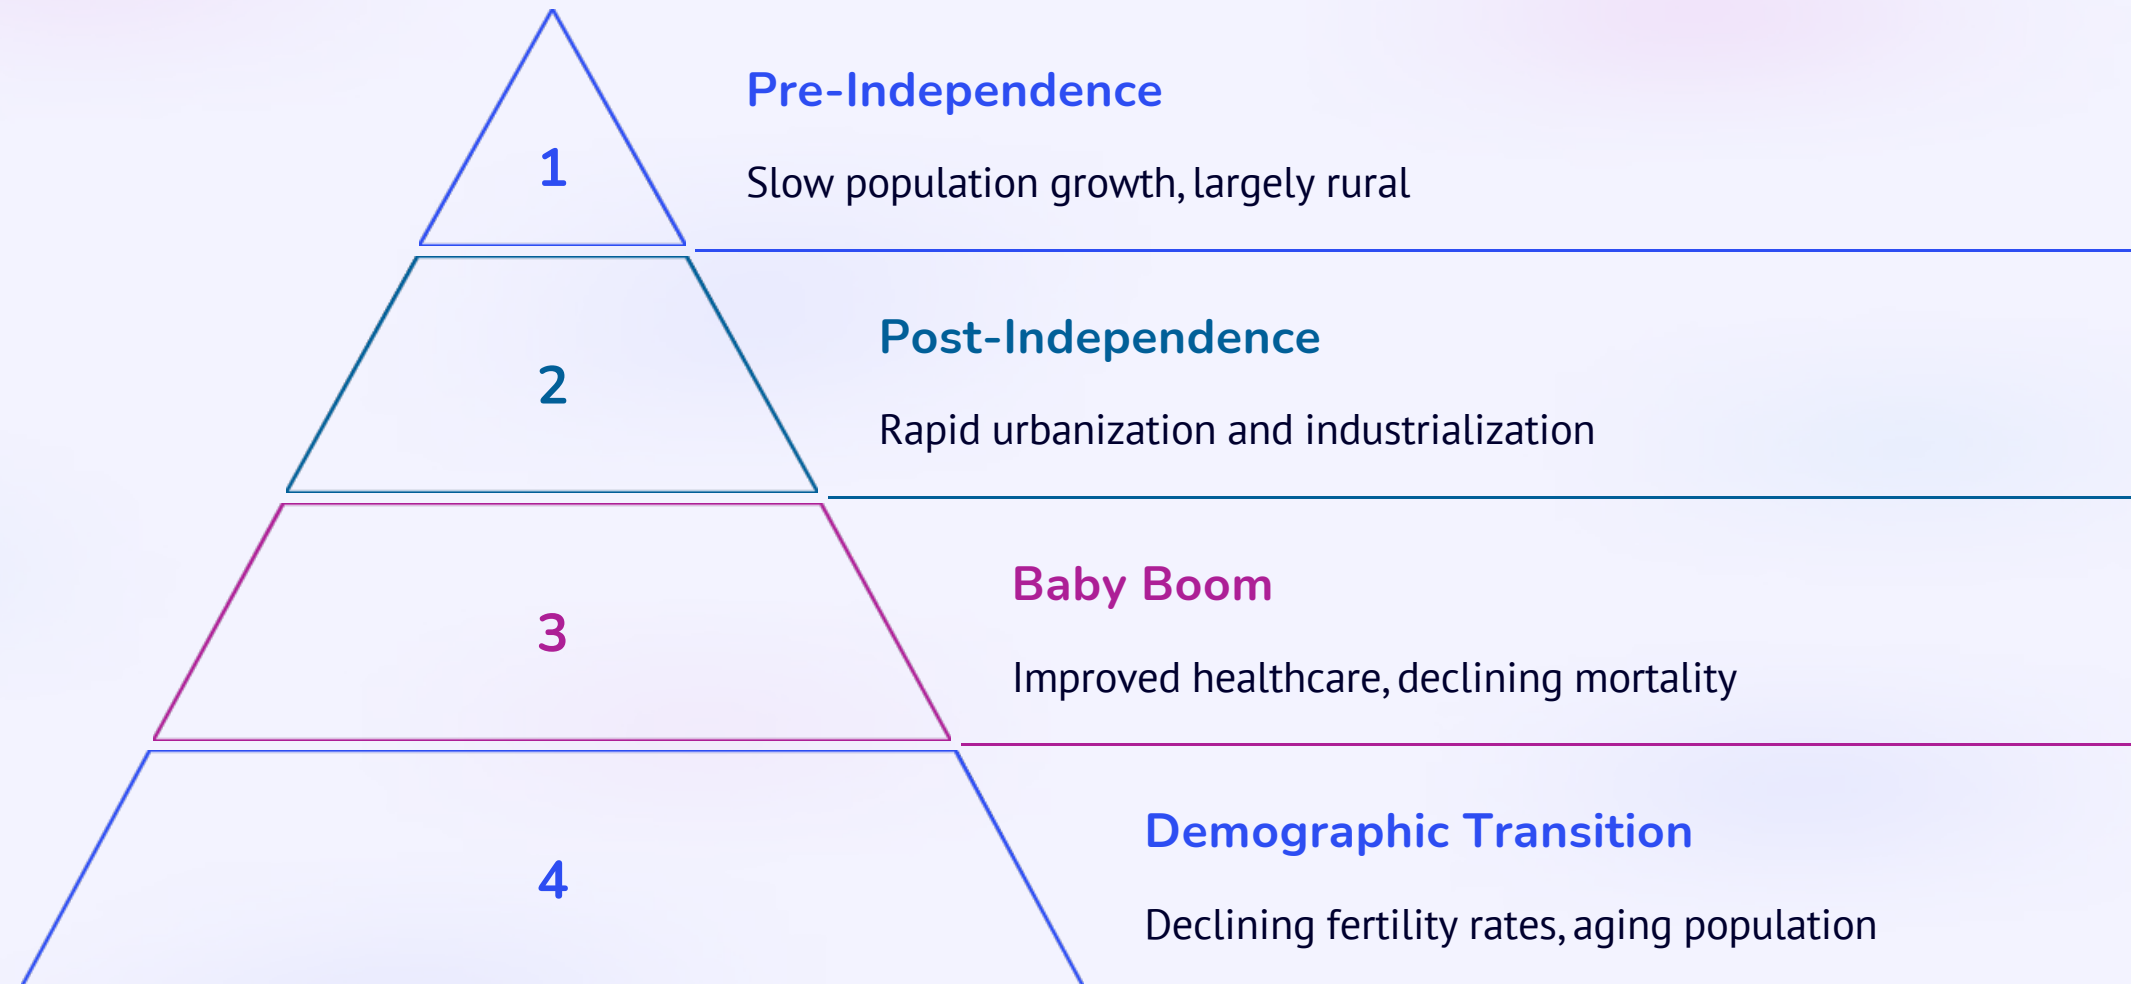 1
Pre-Independence
Slow population growth, largely rural
2
Post-Independence
Rapid urbanization and industrialization
3
Baby Boom
Improved healthcare, declining mortality
4
Demographic Transition
Declining fertility rates, aging population